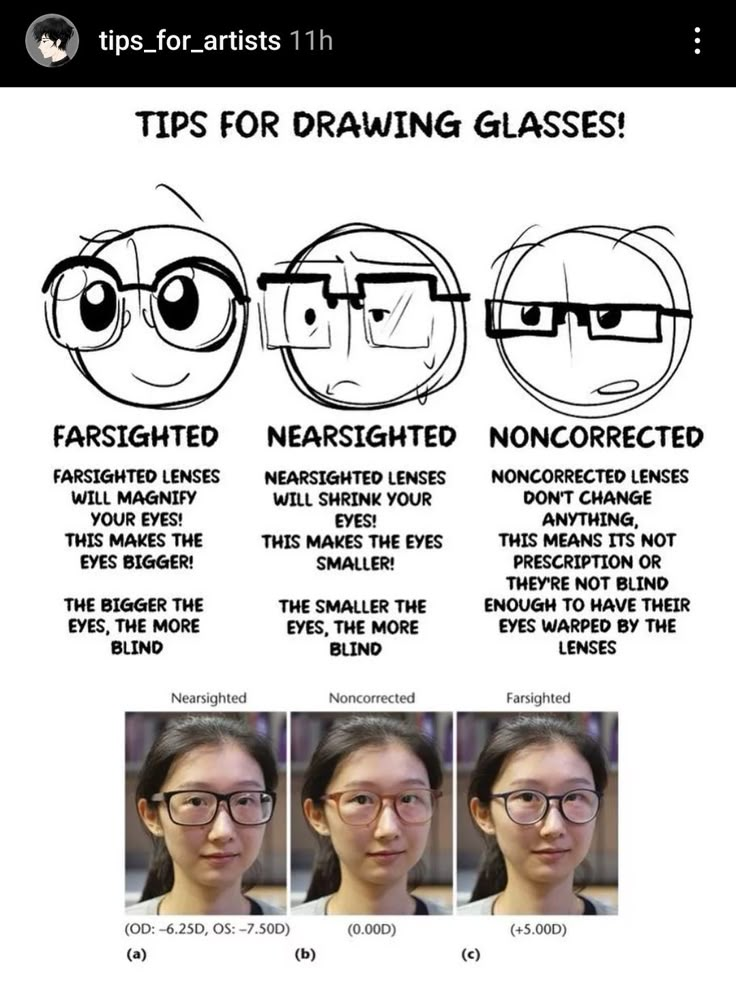 tips_for_artists 11h
TIPS FOR DRAWING GLASSES!
FARSIGHTED
FARSIGHTED LENSES
WILL MAGNIFY
YOUR EYES!
THIS MAKES THE
EYES BIGGER!
THE BIGGER THE
EYES, THE MORE
BLIND
NEARSIGHTED
NEARSIGHTED LENSES
WILL SHRINK YOUR
EYES!
THIS MAKES THE EYES
SMALLER!
THE SMALLER THE
EYES, THE MORE
BLIND
NONCORRECTED
NONCORRECTED LENSES
DON'T CHANGE
ANYTHING,
THIS MEANS ITS NOT
PRESCRIPTION OR
THEY'RE NOT BLIND
ENOUGH TO HAVE THEIR
EYES WARPED BY THE
LENSES
Nearsighted
Noncorrected
Farsighted
(OD: –6.25D, OS: –7.50D)
(0.00D)
(+5.00D)
(a)
(b)
(c)